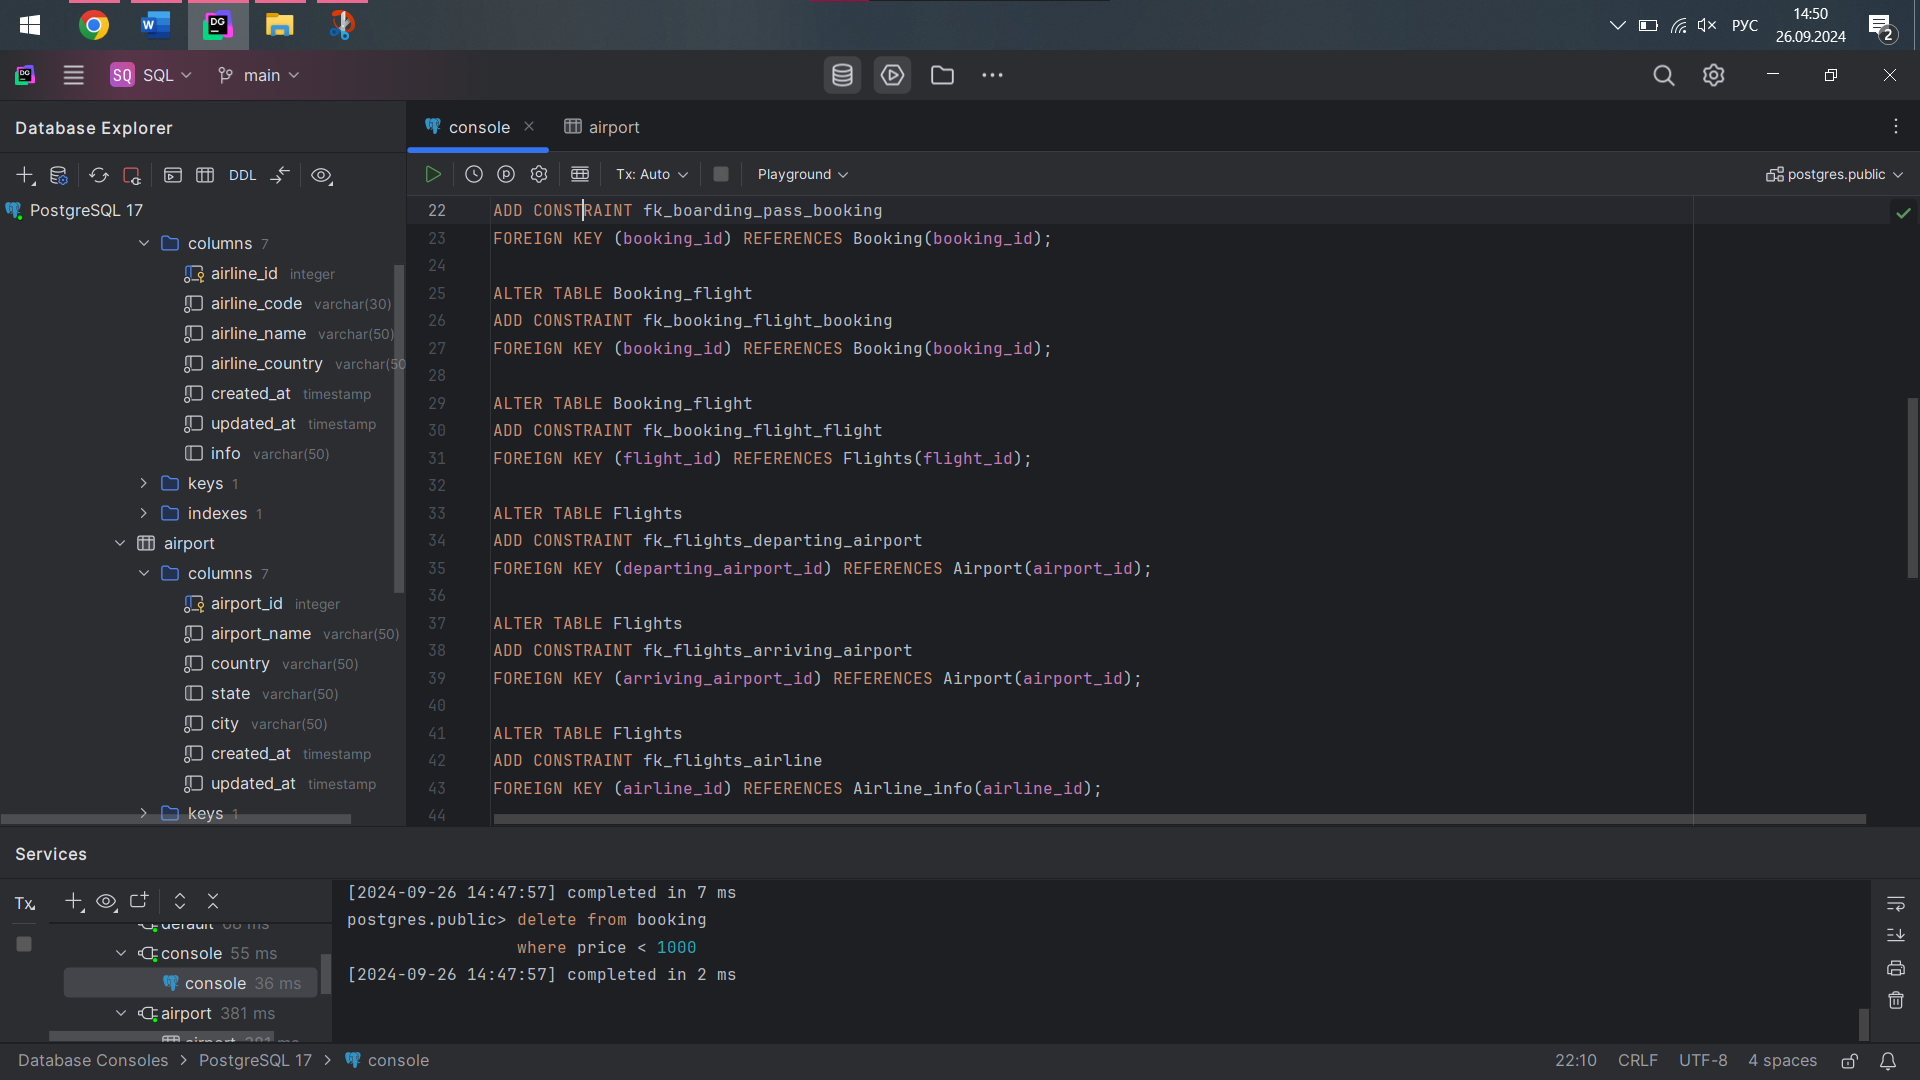 DG
РУС
14:50
26.09.2024
2
DG
SQ SQL
main
Database Explorer
console
airport
DDL
Tx: Auto
Playground
postgres.public
PostgreSQL 17
columns 7
airline_id integer
airline_code varchar(30)
airline_name varchar(50)
airline_country varchar(50
created_at timestamp
updated_at timestamp
info varchar(50)
keys 1
indexes 1
airport
columns 7
airport_id integer
airport_name varchar(50)
country varchar(50)
state varchar(50)
city varchar(50)
created_at timestamp
updated_at timestamp
keys 1
22 ADD CONSTRAINT fk_boarding_pass_booking
23 FOREIGN KEY (booking_id) REFERENCES Booking(booking_id);
24
25 ALTER TABLE Booking_flight
26 ADD CONSTRAINT fk_booking_flight_booking
27 FOREIGN KEY (booking_id) REFERENCES Booking(booking_id);
28
29 ALTER TABLE Booking_flight
30 ADD CONSTRAINT fk_booking_flight_flight
31 FOREIGN KEY (flight_id) REFERENCES Flights(flight_id);
32
33 ALTER TABLE Flights
34 ADD CONSTRAINT fk_flights_departing_airport
35 FOREIGN KEY (departing_airport_id) REFERENCES Airport(airport_id);
36
37 ALTER TABLE Flights
38 ADD CONSTRAINT fk_flights_arriving_airport
39 FOREIGN KEY (arriving_airport_id) REFERENCES Airport(airport_id);
40
41 ALTER TABLE Flights
42 ADD CONSTRAINT fk_flights_airline
43 FOREIGN KEY (airline_id) REFERENCES Airline_info(airline_id);
44
Services
Tx
default 68 ms
console 55 ms
console 36 ms
airport 381 ms
airport 381 ms
[2024-09-26 14:47:57] completed in 7 ms
postgres.public> delete from booking
where price < 1000
[2024-09-26 14:47:57] completed in 2 ms
Database Consoles > PostgreSQL 17 > console
22:10
CRLF
UTF-8
4 spaces